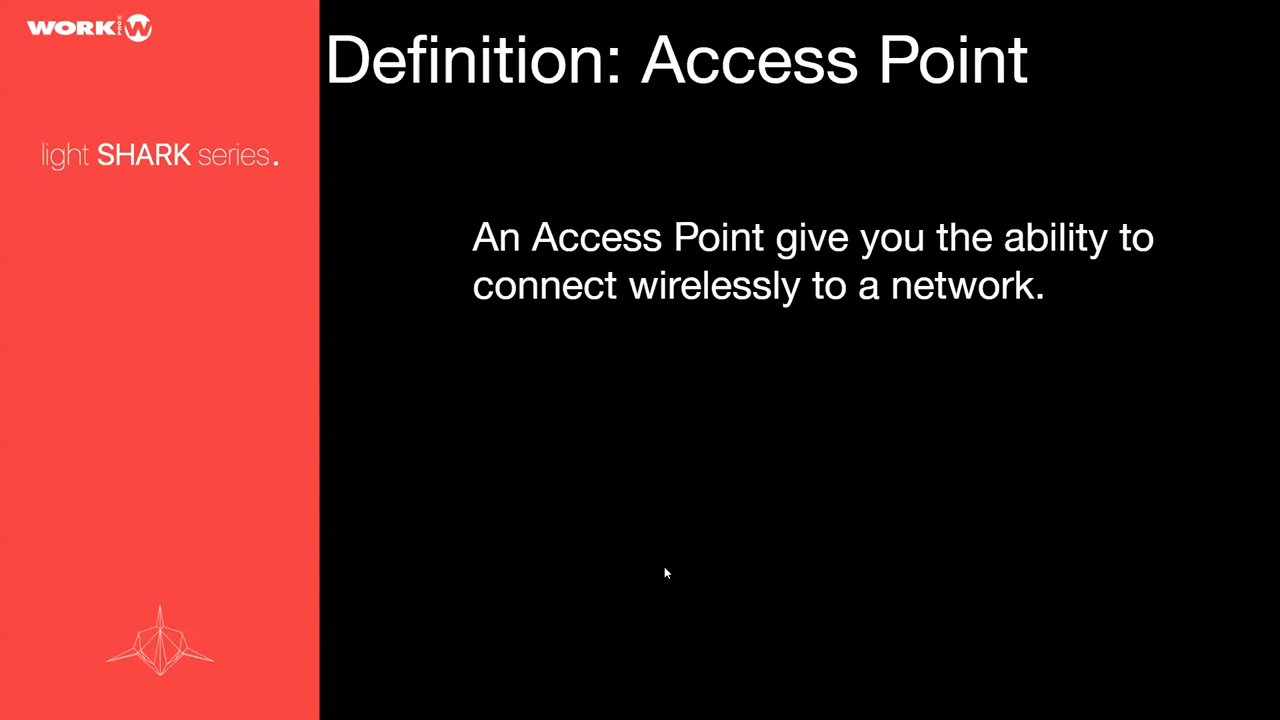 WORK PRO W
light SHARK series.
Definition: Access Point
An Access Point give you the ability to
connect wirelessly to a network.